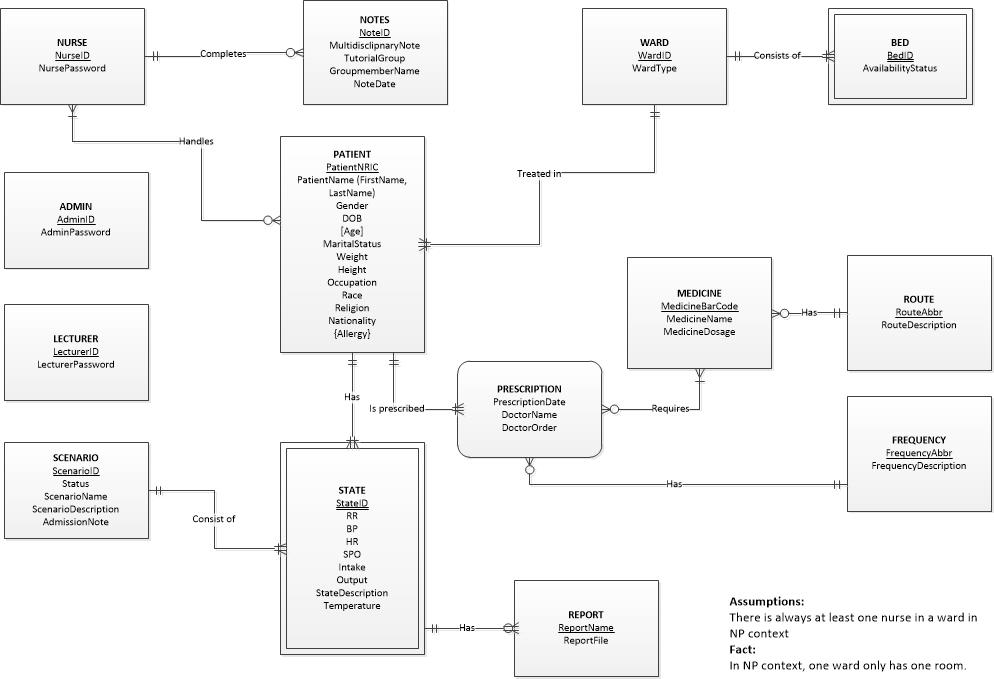 NURSE
NurseID
NursePassword
Completes
NOTES
NoteID
MultidisclipnaryNote
TutorialGroup
GroupmemberName
NoteDate
WARD
WardID
WardType
Consists of
BED
BedID
AvailabilityStatus
Handles
PATIENT
PatientNRIC
PatientName (FirstName,
LastName)
Gender
DOB
[Age]
MaritalStatus
Weight
Height
Occupation
Race
Religion
Nationality
{Allergy}
Treated in
ADMIN
AdminID
AdminPassword
LECTURER
LecturerID
LecturerPassword
MEDICINE
MedicineBarCode
MedicineName
MedicineDosage
Has
ROUTE
RouteAbbr
RouteDescription
Has
Is prescribed
PRESCRIPTION
PrescriptionDate
DoctorName
DoctorOrder
Requires
FREQUENCY
FrequencyAbbr
FrequencyDescription
Has
SCENARIO
ScenarioID
Status
ScenarioName
ScenarioDescription
AdmissionNote
Consist of
STATE
StateID
RR
BP
HR
SPO
Intake
Output
StateDescription
Temperature
Has
REPORT
ReportName
ReportFile
Assumptions:
There is always at least one nurse in a ward in
NP context
Fact:
In NP context, one ward only has one room.